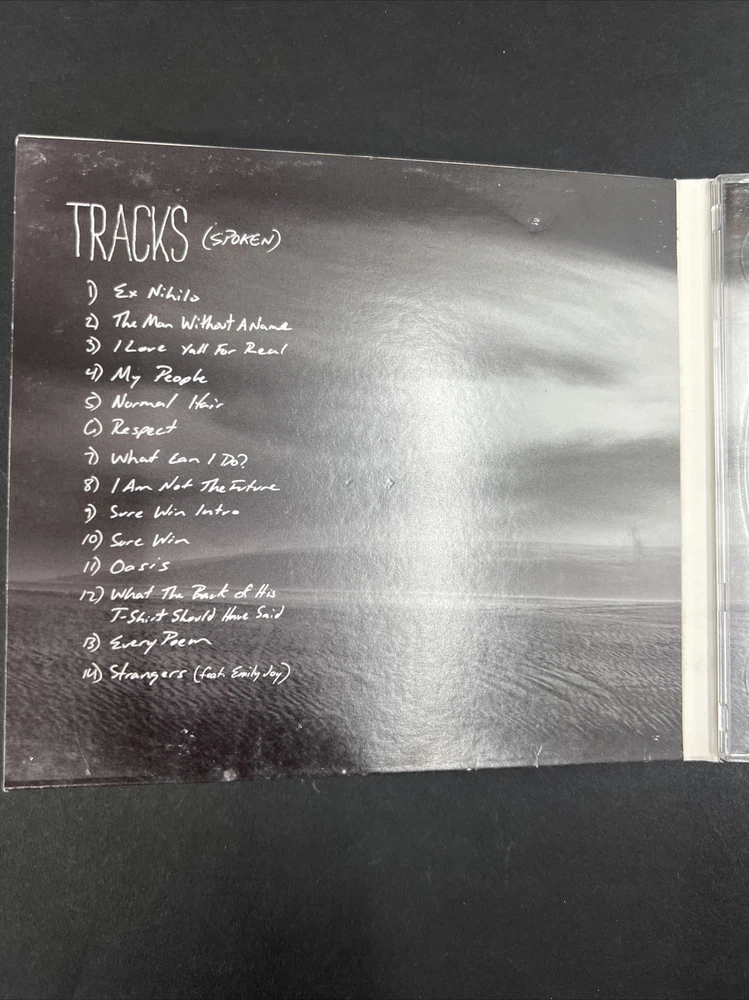 TRACKS (SPOKEN)
1) Ex Nihilo
2) The Man Without A Name
3) I Love Yall For Real
4) My People
5) Normal Hair
6) Respect
7) What Can I Do?
8) I Am Not The Future
9) Sure Win Intro
10) Sure Win
11) Oasis
12) What The Back of His
T-Shirt Should Have Said
13) Every Poem
14) Strangers (feat. Emily Joy)